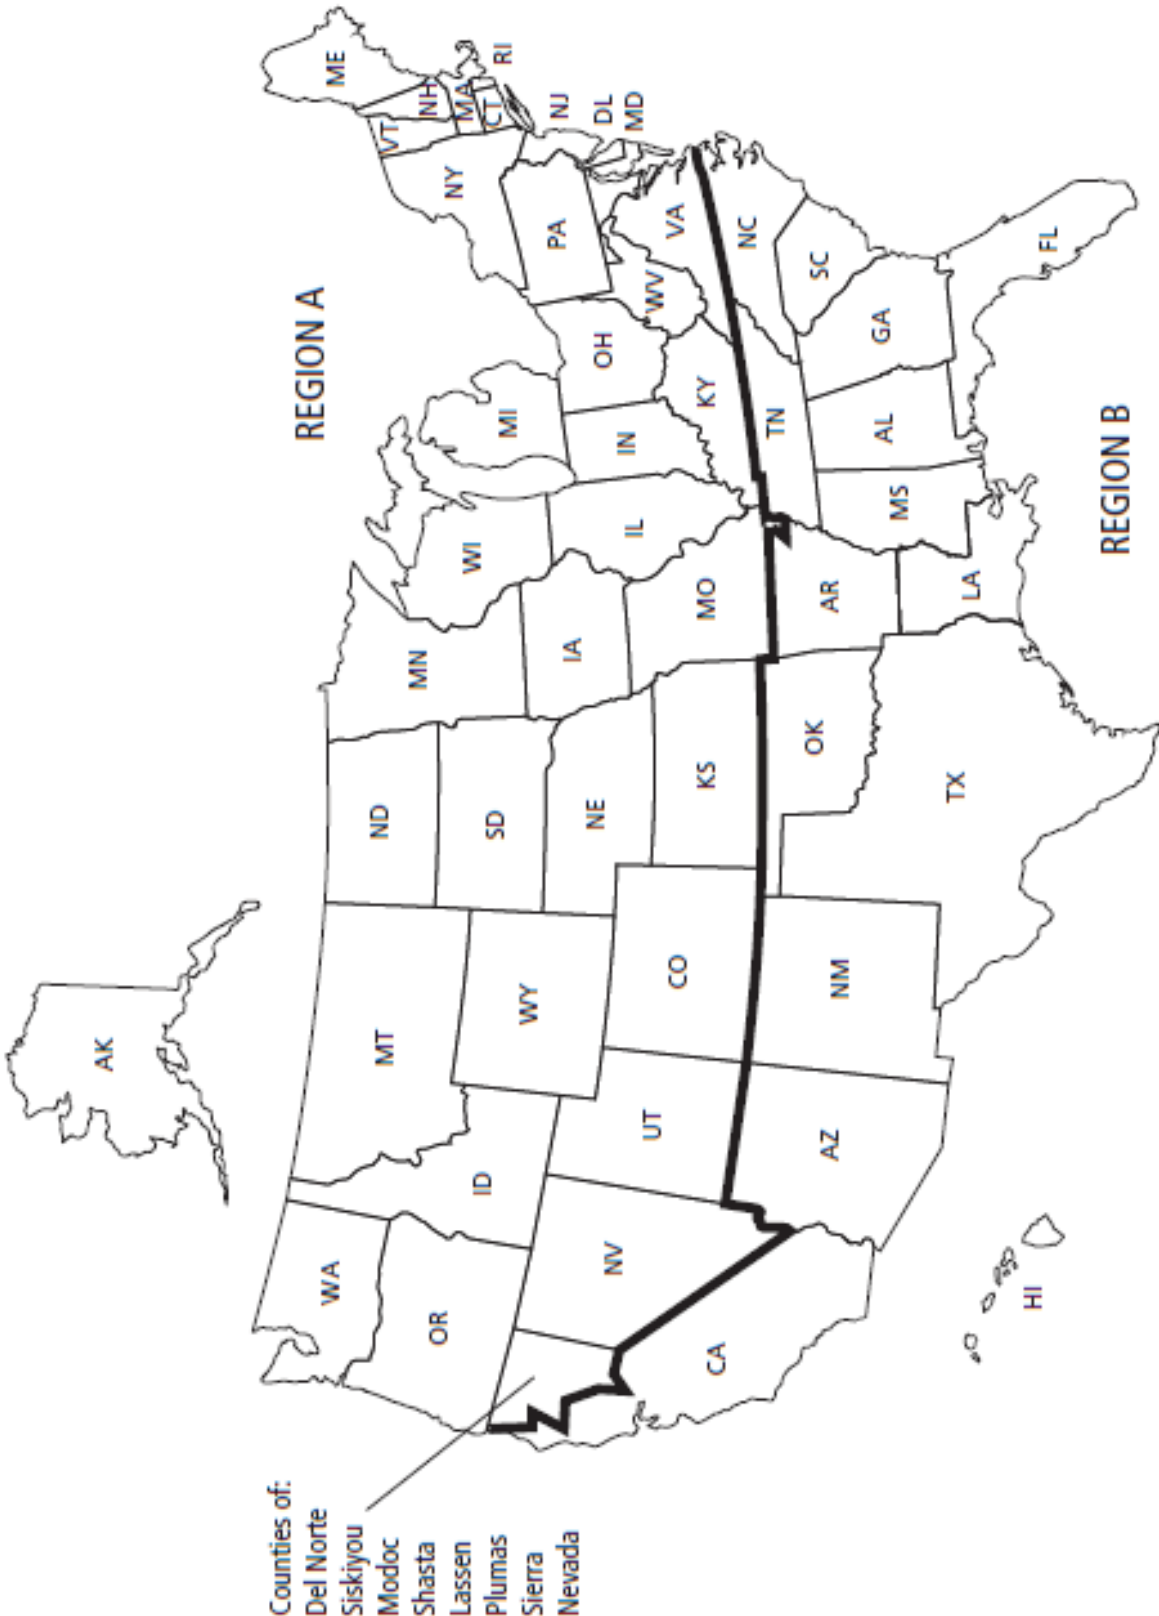 REGION A
AK
WA
OR
ID
MT
ND
MN
WI
MI
NY
VT
NH
ME
MA
CT
RI
NV
UT
WY
CO
SD
NE
KS
IA
MO
IL
IN
OH
KY
WV
PA
VA
NJ
DL
MD
CA
AZ
NM
OK
TX
AR
LA
MS
AL
TN
GA
SC
NC
FL
HI
REGION B
Counties of:
Del Norte
Siskiyou
Modoc
Shasta
Lassen
Plumas
Sierra
Nevada